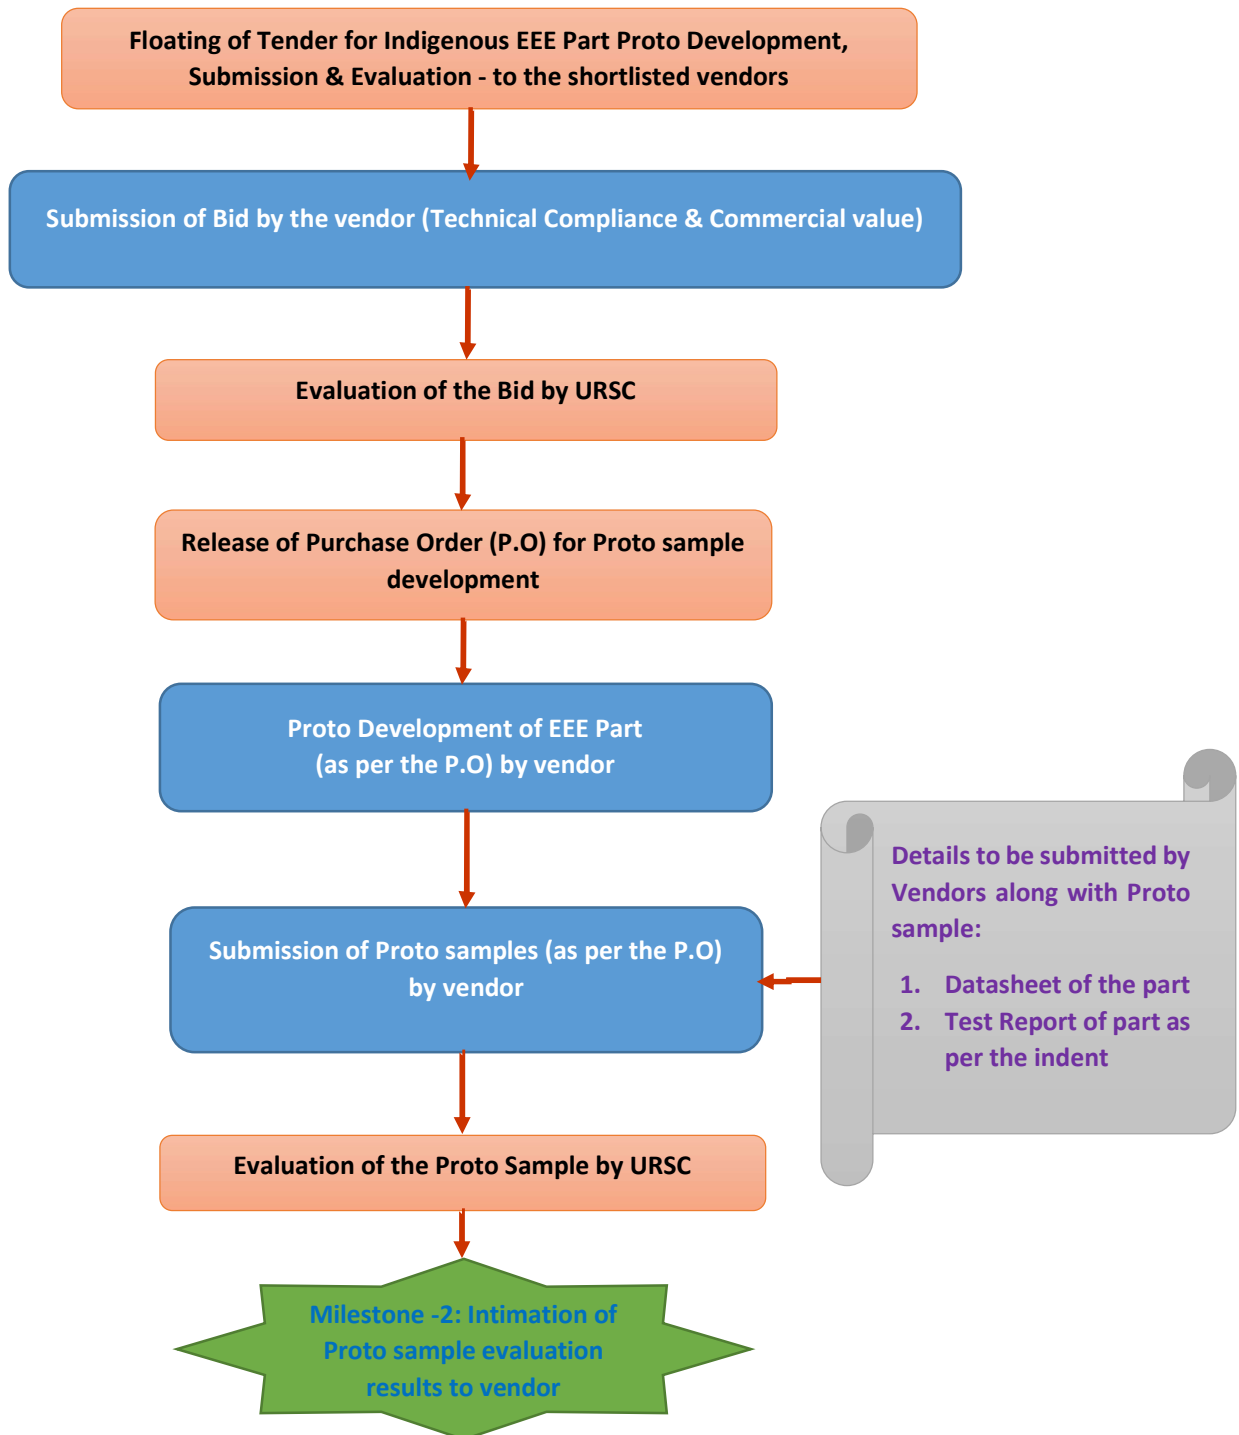 Floating of Tender for Indigenous EEE Part Proto Development,
Submission & Evaluation - to the shortlisted vendors
Submission of Bid by the vendor (Technical Compliance & Commercial value)
Evaluation of the Bid by URSC
Release of Purchase Order (P.O) for Proto sample
development
Proto Development of EEE Part
(as per the P.O) by vendor
Details to be submitted by
Vendors along with Proto
sample:
1. Datasheet of the part
2. Test Report of part as
per the indent
Submission of Proto samples (as per the P.O)
by vendor
Evaluation of the Proto Sample by URSC
Milestone -2: Intimation of
Proto sample evaluation
results to vendor